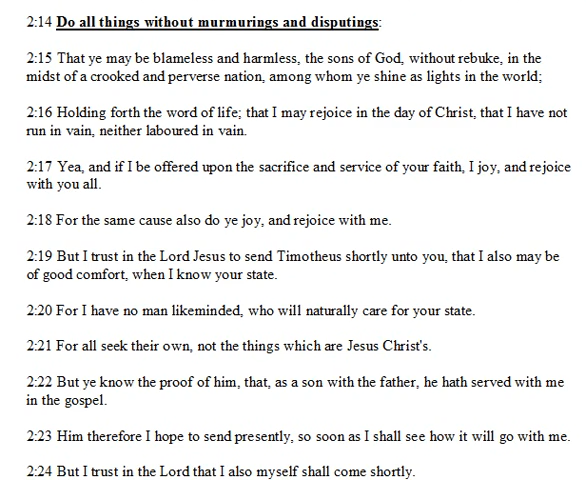 2:14 Do all things without murmurings and disputings:
2:15 That ye may be blameless and harmless, the sons of God, without rebuke, in the
midst of a crooked and perverse nation, among whom ye shine as lights in the world;
2:16 Holding forth the word of life; that I may rejoice in the day of Christ, that I have not
run in vain, neither laboured in vain.
2:17 Yea, and if I be offered upon the sacrifice and service of your faith, I joy, and rejoice
with you all.
2:18 For the same cause also do ye joy, and rejoice with me.
2:19 But I trust in the Lord Jesus to send Timotheus shortly unto you, that I also may be
of good comfort, when I know your state.
2:20 For I have no man likeminded, who will naturally care for your state.
2:21 For all seek their own, not the things which are Jesus Christ's.
2:22 But ye know the proof of him, that, as a son with the father, he hath served with me
in the gospel.
2:23 Him therefore I hope to send presently, so soon as I shall see how it will go with me.
2:24 But I trust in the Lord that I also myself shall come shortly.